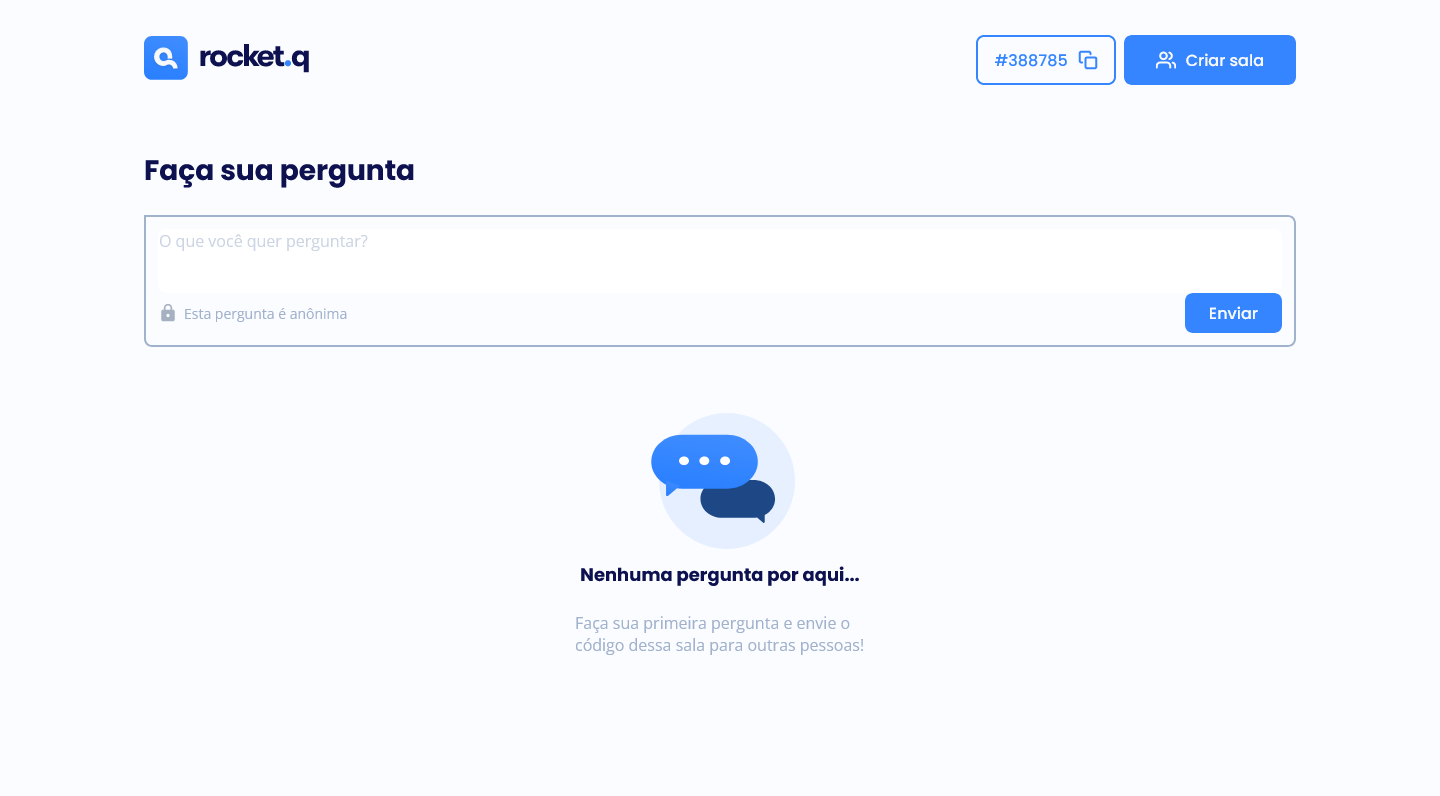 rocket.q
#388785
Criar sala
Faça sua pergunta
O que você quer perguntar?
Esta pergunta é anônima
Enviar
Nenhuma pergunta por aqui...
Faça sua primeira pergunta e envie o
código dessa sala para outras pessoas!